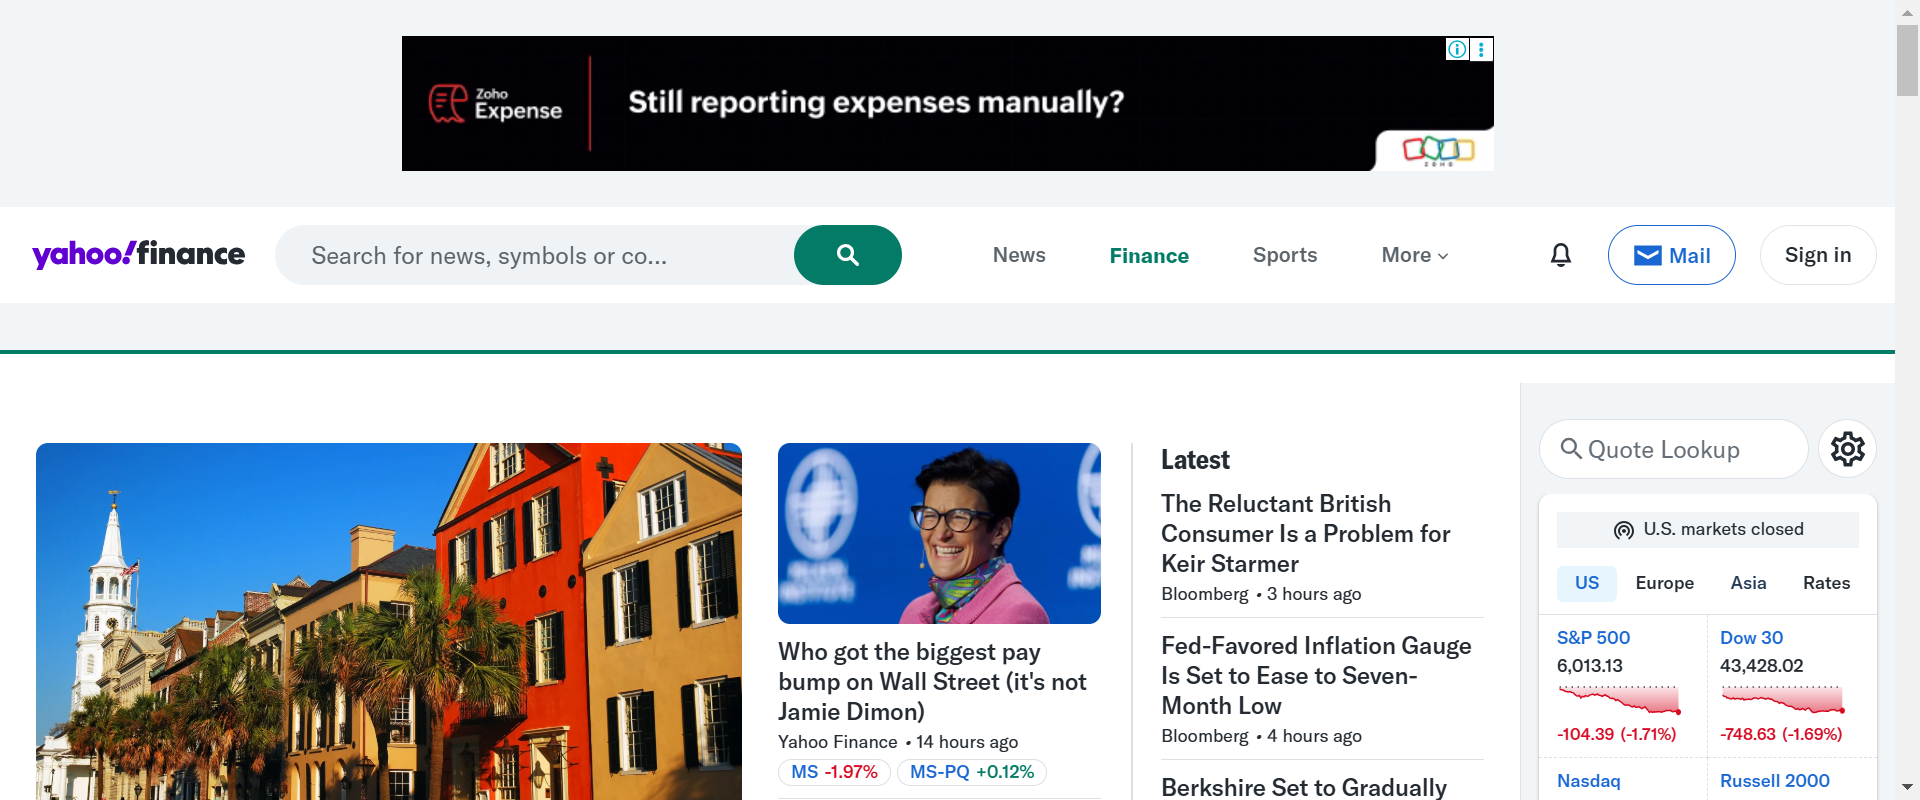 Zoho
Expense
Still reporting expenses manually?
ZOHO
yahoo!finance
Search for news, symbols or co...
News
Finance
Sports
More
Mail
Sign in
Quote Lookup
U.S. markets closed
US
Europe
Asia
Rates
S&P 500
6,013.13
-104.39 (-1.71%)
Dow 30
43,428.02
-748.63 (-1.69%)
Nasdaq
Russell 2000
Who got the biggest pay
bump on Wall Street (it's not
Jamie Dimon)
Yahoo Finance • 14 hours ago
MS -1.97%
MS-PQ +0.12%
Latest
The Reluctant British
Consumer Is a Problem for
Keir Starmer
Bloomberg • 3 hours ago
Fed-Favored Inflation Gauge
Is Set to Ease to Seven-
Month Low
Bloomberg • 4 hours ago
Berkshire Set to Gradually